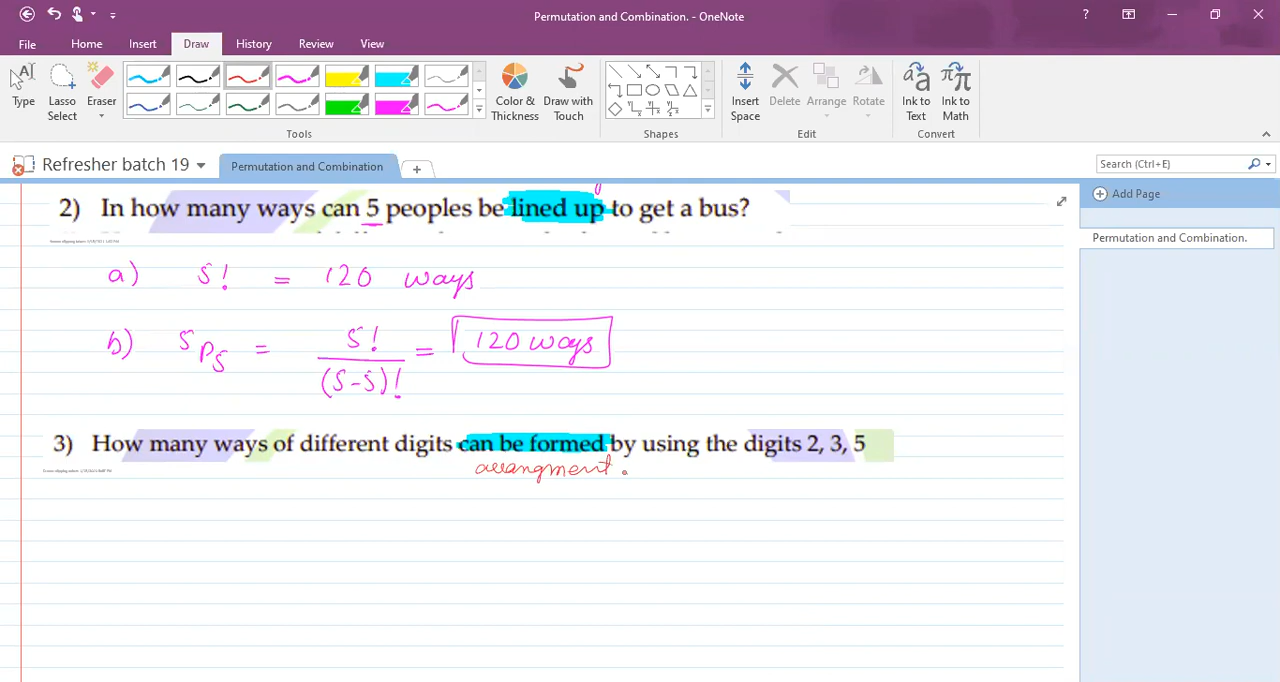 Permutation and Combination. - OneNote
File Home Insert Draw History Review View
Type Lasso Select Eraser Color & Thickness Draw with Touch Insert Space Delete Arrange Rotate Ink to Text Ink to Math
Tools Shapes Edit Convert
Refresher batch 19 Permutation and Combination Search (Ctrl+E)
Add Page
Permutation and Combination.
2) In how many ways can 5 peoples be lined up to get a bus?
a) 5! = 120 ways
b) 5P5 = 5!/(5-5)! = 120 ways
3) How many ways of different digits can be formed by using the digits 2, 3, 5
arrangment.